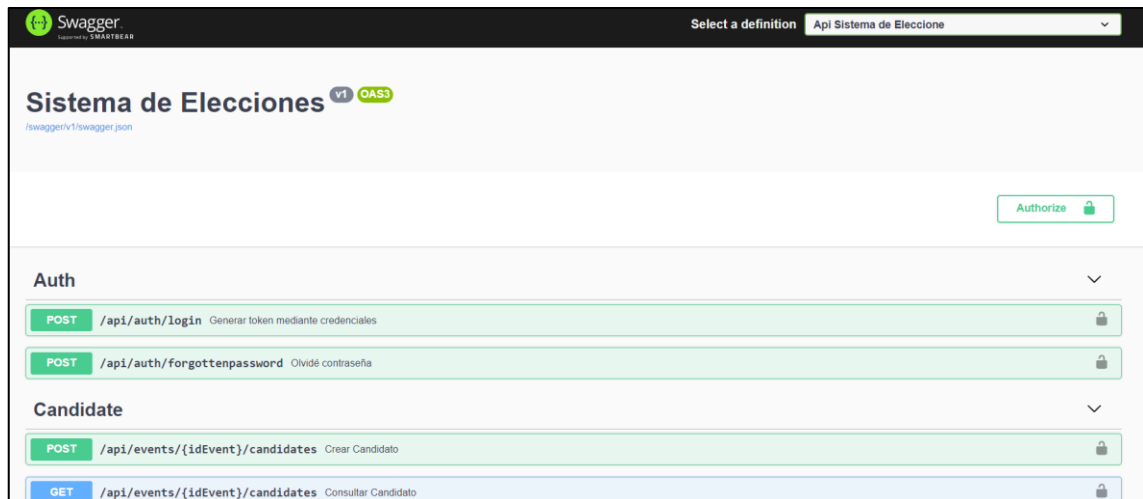 Swagger.
Supported by SMARTBEAR
Select a definition
Api Sistema de Eleccione
Sistema de Elecciones v1 OAS3
/swagger/v1/swagger.json
Authorize
Auth
POST /api/auth/login Generar token mediante credenciales
POST /api/auth/forgottenpassword Olvidé contraseña
Candidate
POST /api/events/{idEvent}/candidates Crear Candidato
GET /api/events/{idEvent}/candidates Consultar Candidato